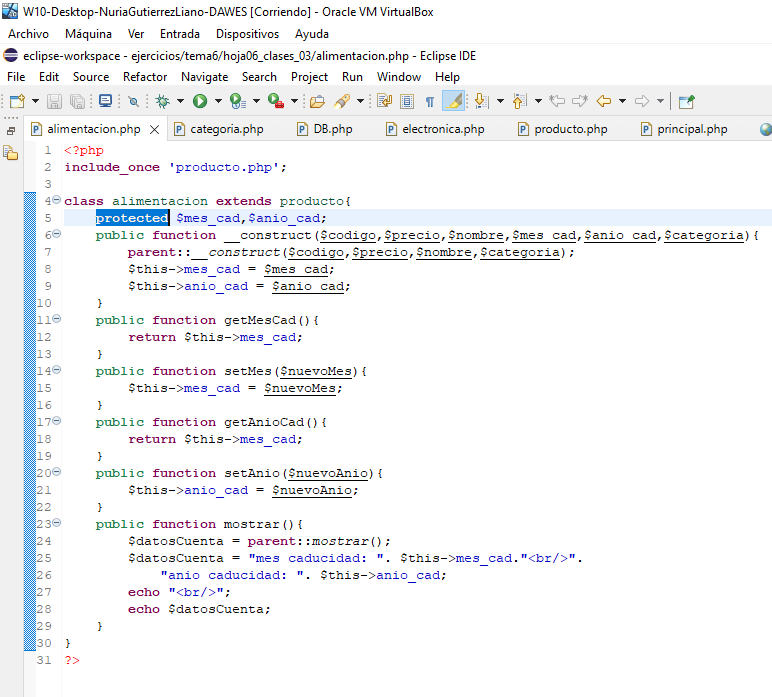 W10-Desktop-NuriaGutierrezLiano-DAWES [Corriendo] - Oracle VM VirtualBox
Archivo Máquina Ver Entrada Dispositivos Ayuda
eclipse-workspace - ejercicios/tema6/hoja06_clases_03/alimentacion.php - Eclipse IDE
File Edit Source Refactor Navigate Search Project Run Window Help
alimentacion.php categoria.php DB.php electronica.php producto.php principal.php
1 <?php
2 include_once 'producto.php';
3
4 class alimentacion extends producto{
5     protected $mes_cad,$anio_cad;
6     public function __construct($codigo,$precio,$nombre,$mes_cad,$anio_cad,$categoria){
7         parent::__construct($codigo,$precio,$nombre,$categoria);
8         $this->mes_cad = $mes_cad;
9         $this->anio_cad = $anio_cad;
10     }
11     public function getMesCad(){
12         return $this->mes_cad;
13     }
14     public function setMes($nuevoMes){
15         $this->mes_cad = $nuevoMes;
16     }
17     public function getAnioCad(){
18         return $this->mes_cad;
19     }
20     public function setAnio($nuevoAnio){
21         $this->anio_cad = $nuevoAnio;
22     }
23     public function mostrar(){
24         $datosCuenta = parent::mostrar();
25         $datosCuenta = "mes caducidad: ". $this->mes_cad."<br/>".
26             "anio caducidad: ". $this->anio_cad;
27         echo "<br/>";
28         echo $datosCuenta;
29     }
30 }
31 ?>